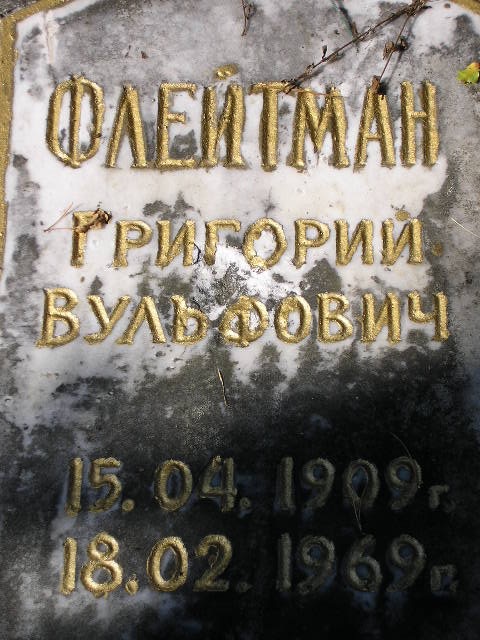 ФЛЕЙТМАН
ГРИГОРИЙ
ВУЛЬФОВИЧ
15.04.1909г.
18.02.1969г.